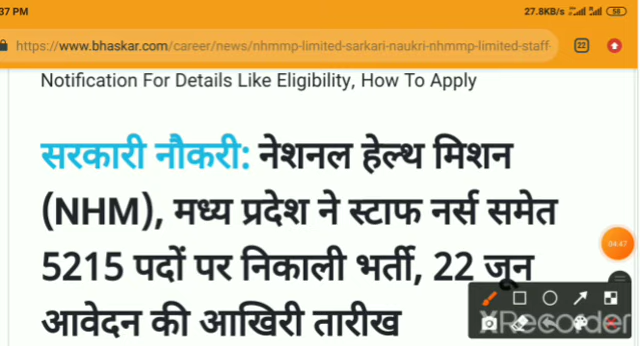 37 PM 27.8KB/s 58
https://www.bhaskar.com/career/news/nhmmp-limited-sarkari-naukri-nhmmp-limited-staff- 22
Notification For Details Like Eligibility, How To Apply
सरकारी नौकरी: नेशनल हेल्थ मिशन
(NHM), मध्य प्रदेश ने स्टाफ नर्स समेत
5215 पदों पर निकाली भर्ती, 22 जून
04:47
आवेदन की आखिरी तारीख
XRecorder